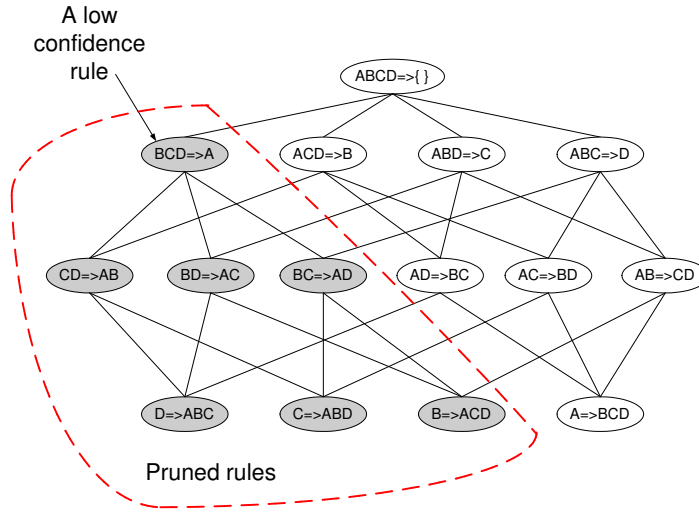 A low
confidence
rule
ABCD=>{ }
BCD=>A
ACD=>B
ABD=>C
ABC=>D
CD=>AB
BD=>AC
BC=>AD
AD=>BC
AC=>BD
AB=>CD
D=>ABC
C=>ABD
B=>ACD
A=>BCD
Pruned rules